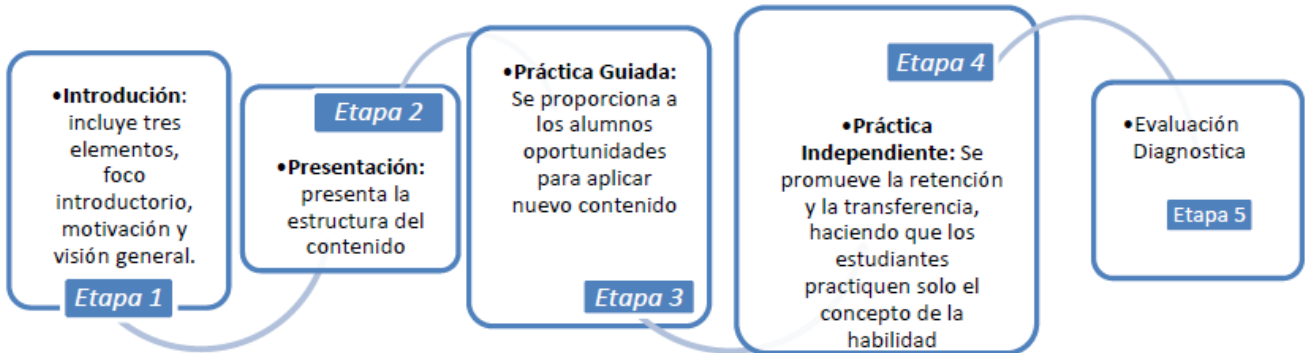 •Introdución:
incluye tres
elementos,
foco
introductorio,
motivación y
visión general.
Etapa 1
Etapa 2
•Presentación:
presenta la
estructura del
contenido
•Práctica Guiada:
Se proporciona a
los alumnos
oportunidades
para aplicar
nuevo contenido
Etapa 3
Etapa 4
•Práctica
Independiente: Se
promueve la retención
y la transferencia,
haciendo que los
estudiantes
practiquen solo el
concepto de la
habilidad
•Evaluación
Diagnostica
Etapa 5